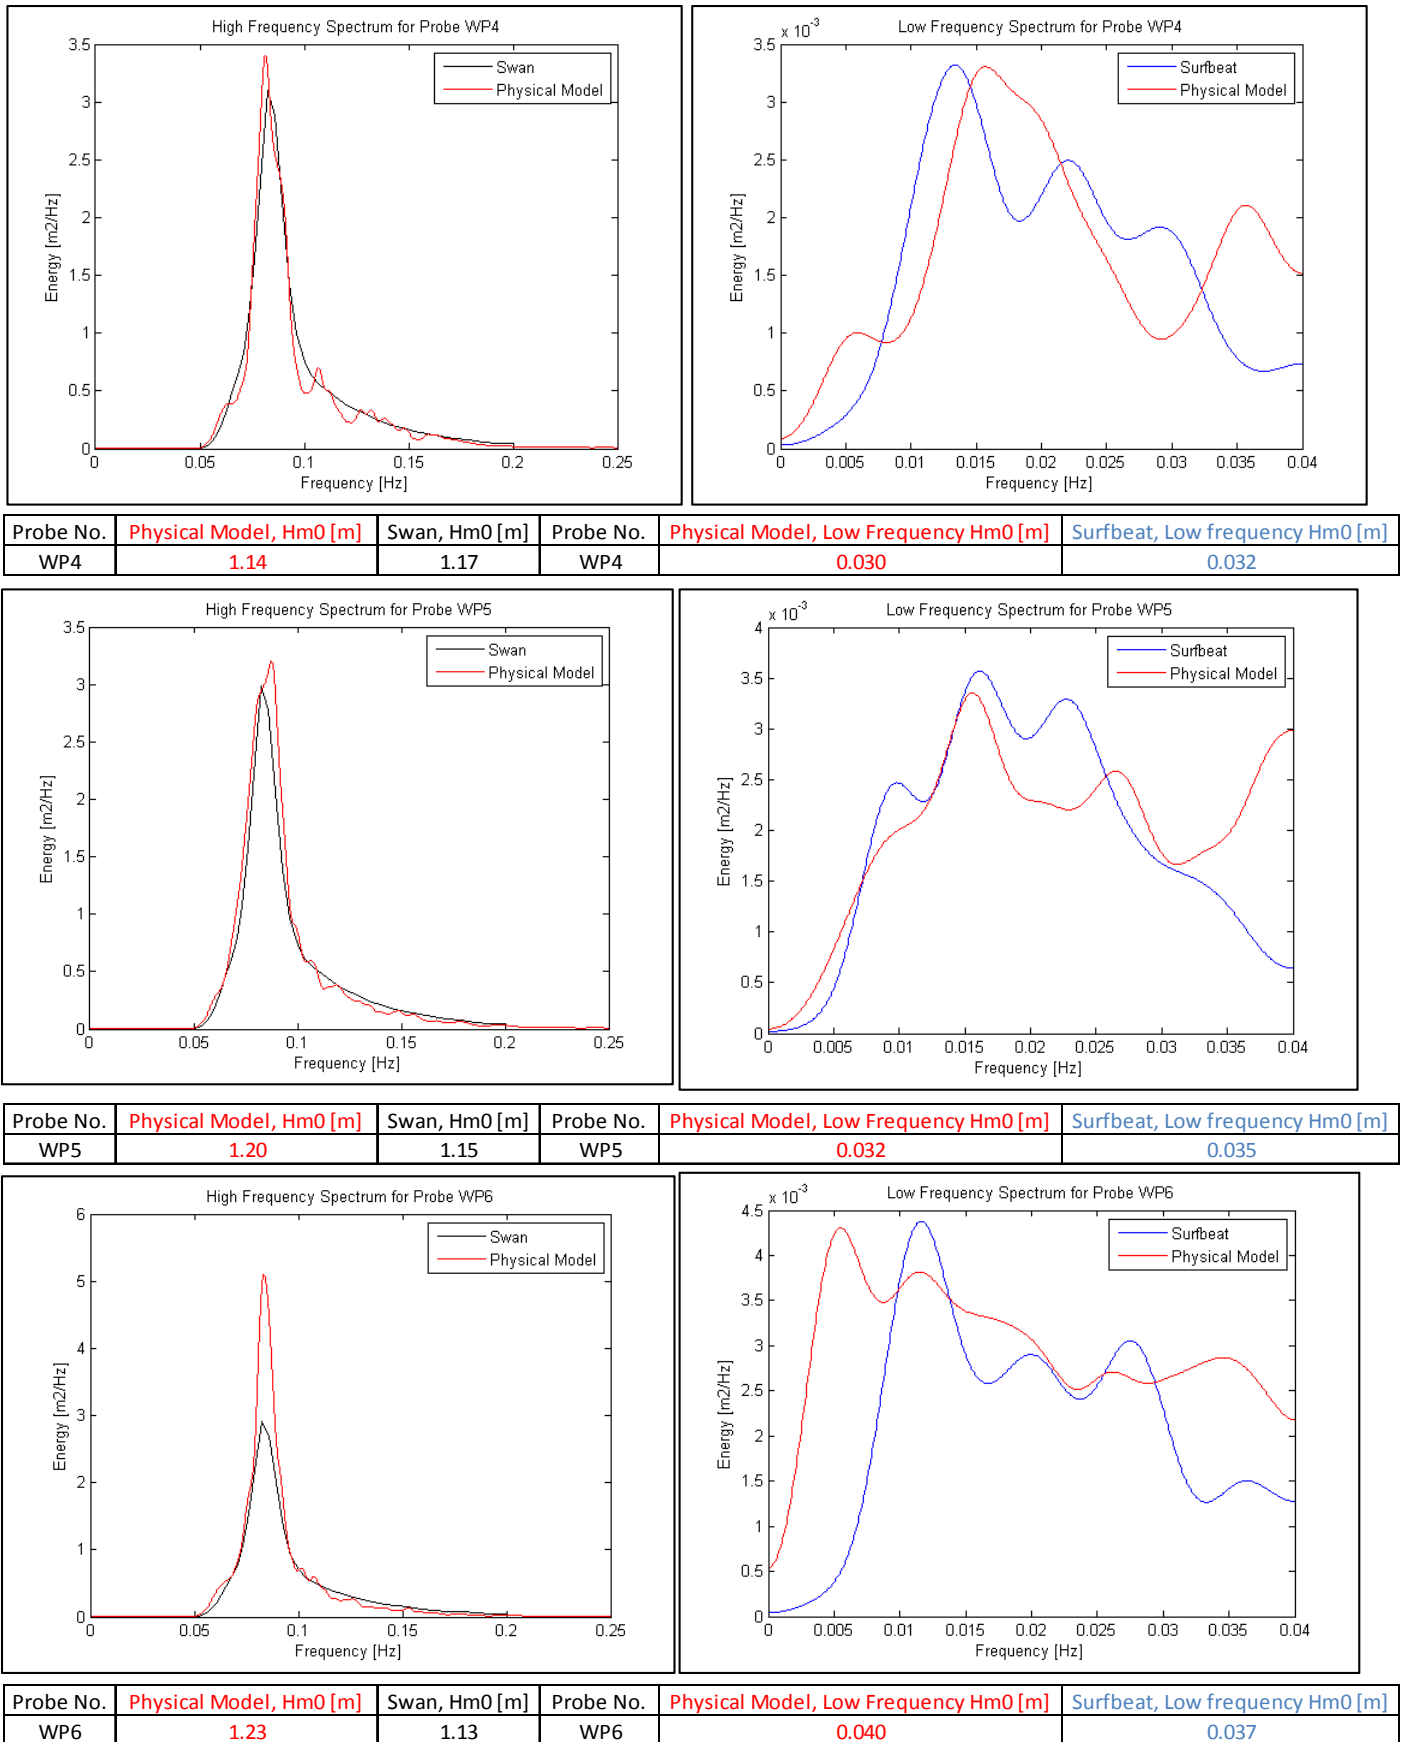 High Frequency Spectrum for Probe WP4
3.5
3
2.5
2
1.5
1
0.5
0
Energy [m2/Hz]
Swan
Physical Model
0 0.05 0.1 0.15 0.2 0.25
Frequency [Hz]
Low Frequency Spectrum for Probe WP4
x 10-3
3.5
3
2.5
2
1.5
1
0.5
0
Energy [m2/Hz]
Surfbeat
Physical Model
0 0.005 0.01 0.015 0.02 0.025 0.03 0.035 0.04
Frequency [Hz]
Probe No. Physical Model, Hm0 [m] Swan, Hm0 [m] Probe No. Physical Model, Low Frequency Hm0 [m] Surfbeat, Low frequency Hm0 [m]
WP4 1.14 1.17 WP4 0.030 0.032
High Frequency Spectrum for Probe WP5
3.5
3
2.5
2
1.5
1
0.5
0
Energy [m2/Hz]
Swan
Physical Model
0 0.05 0.1 0.15 0.2 0.25
Frequency [Hz]
Low Frequency Spectrum for Probe WP5
x 10-3
4
3.5
3
2.5
2
1.5
1
0.5
0
Energy [m2/Hz]
Surfbeat
Physical Model
0 0.005 0.01 0.015 0.02 0.025 0.03 0.035 0.04
Frequency [Hz]
Probe No. Physical Model, Hm0 [m] Swan, Hm0 [m] Probe No. Physical Model, Low Frequency Hm0 [m] Surfbeat, Low frequency Hm0 [m]
WP5 1.20 1.15 WP5 0.032 0.035
High Frequency Spectrum for Probe WP6
6
5
4
3
2
1
0
Energy [m2/Hz]
Swan
Physical Model
0 0.05 0.1 0.15 0.2 0.25
Frequency [Hz]
Low Frequency Spectrum for Probe WP6
x 10-3
4.5
4
3.5
3
2.5
2
1.5
1
0.5
0
Energy [m2/Hz]
Surfbeat
Physical Model
0 0.005 0.01 0.015 0.02 0.025 0.03 0.035 0.04
Frequency [Hz]
Probe No. Physical Model, Hm0 [m] Swan, Hm0 [m] Probe No. Physical Model, Low Frequency Hm0 [m] Surfbeat, Low frequency Hm0 [m]
WP6 1.23 1.13 WP6 0.040 0.037